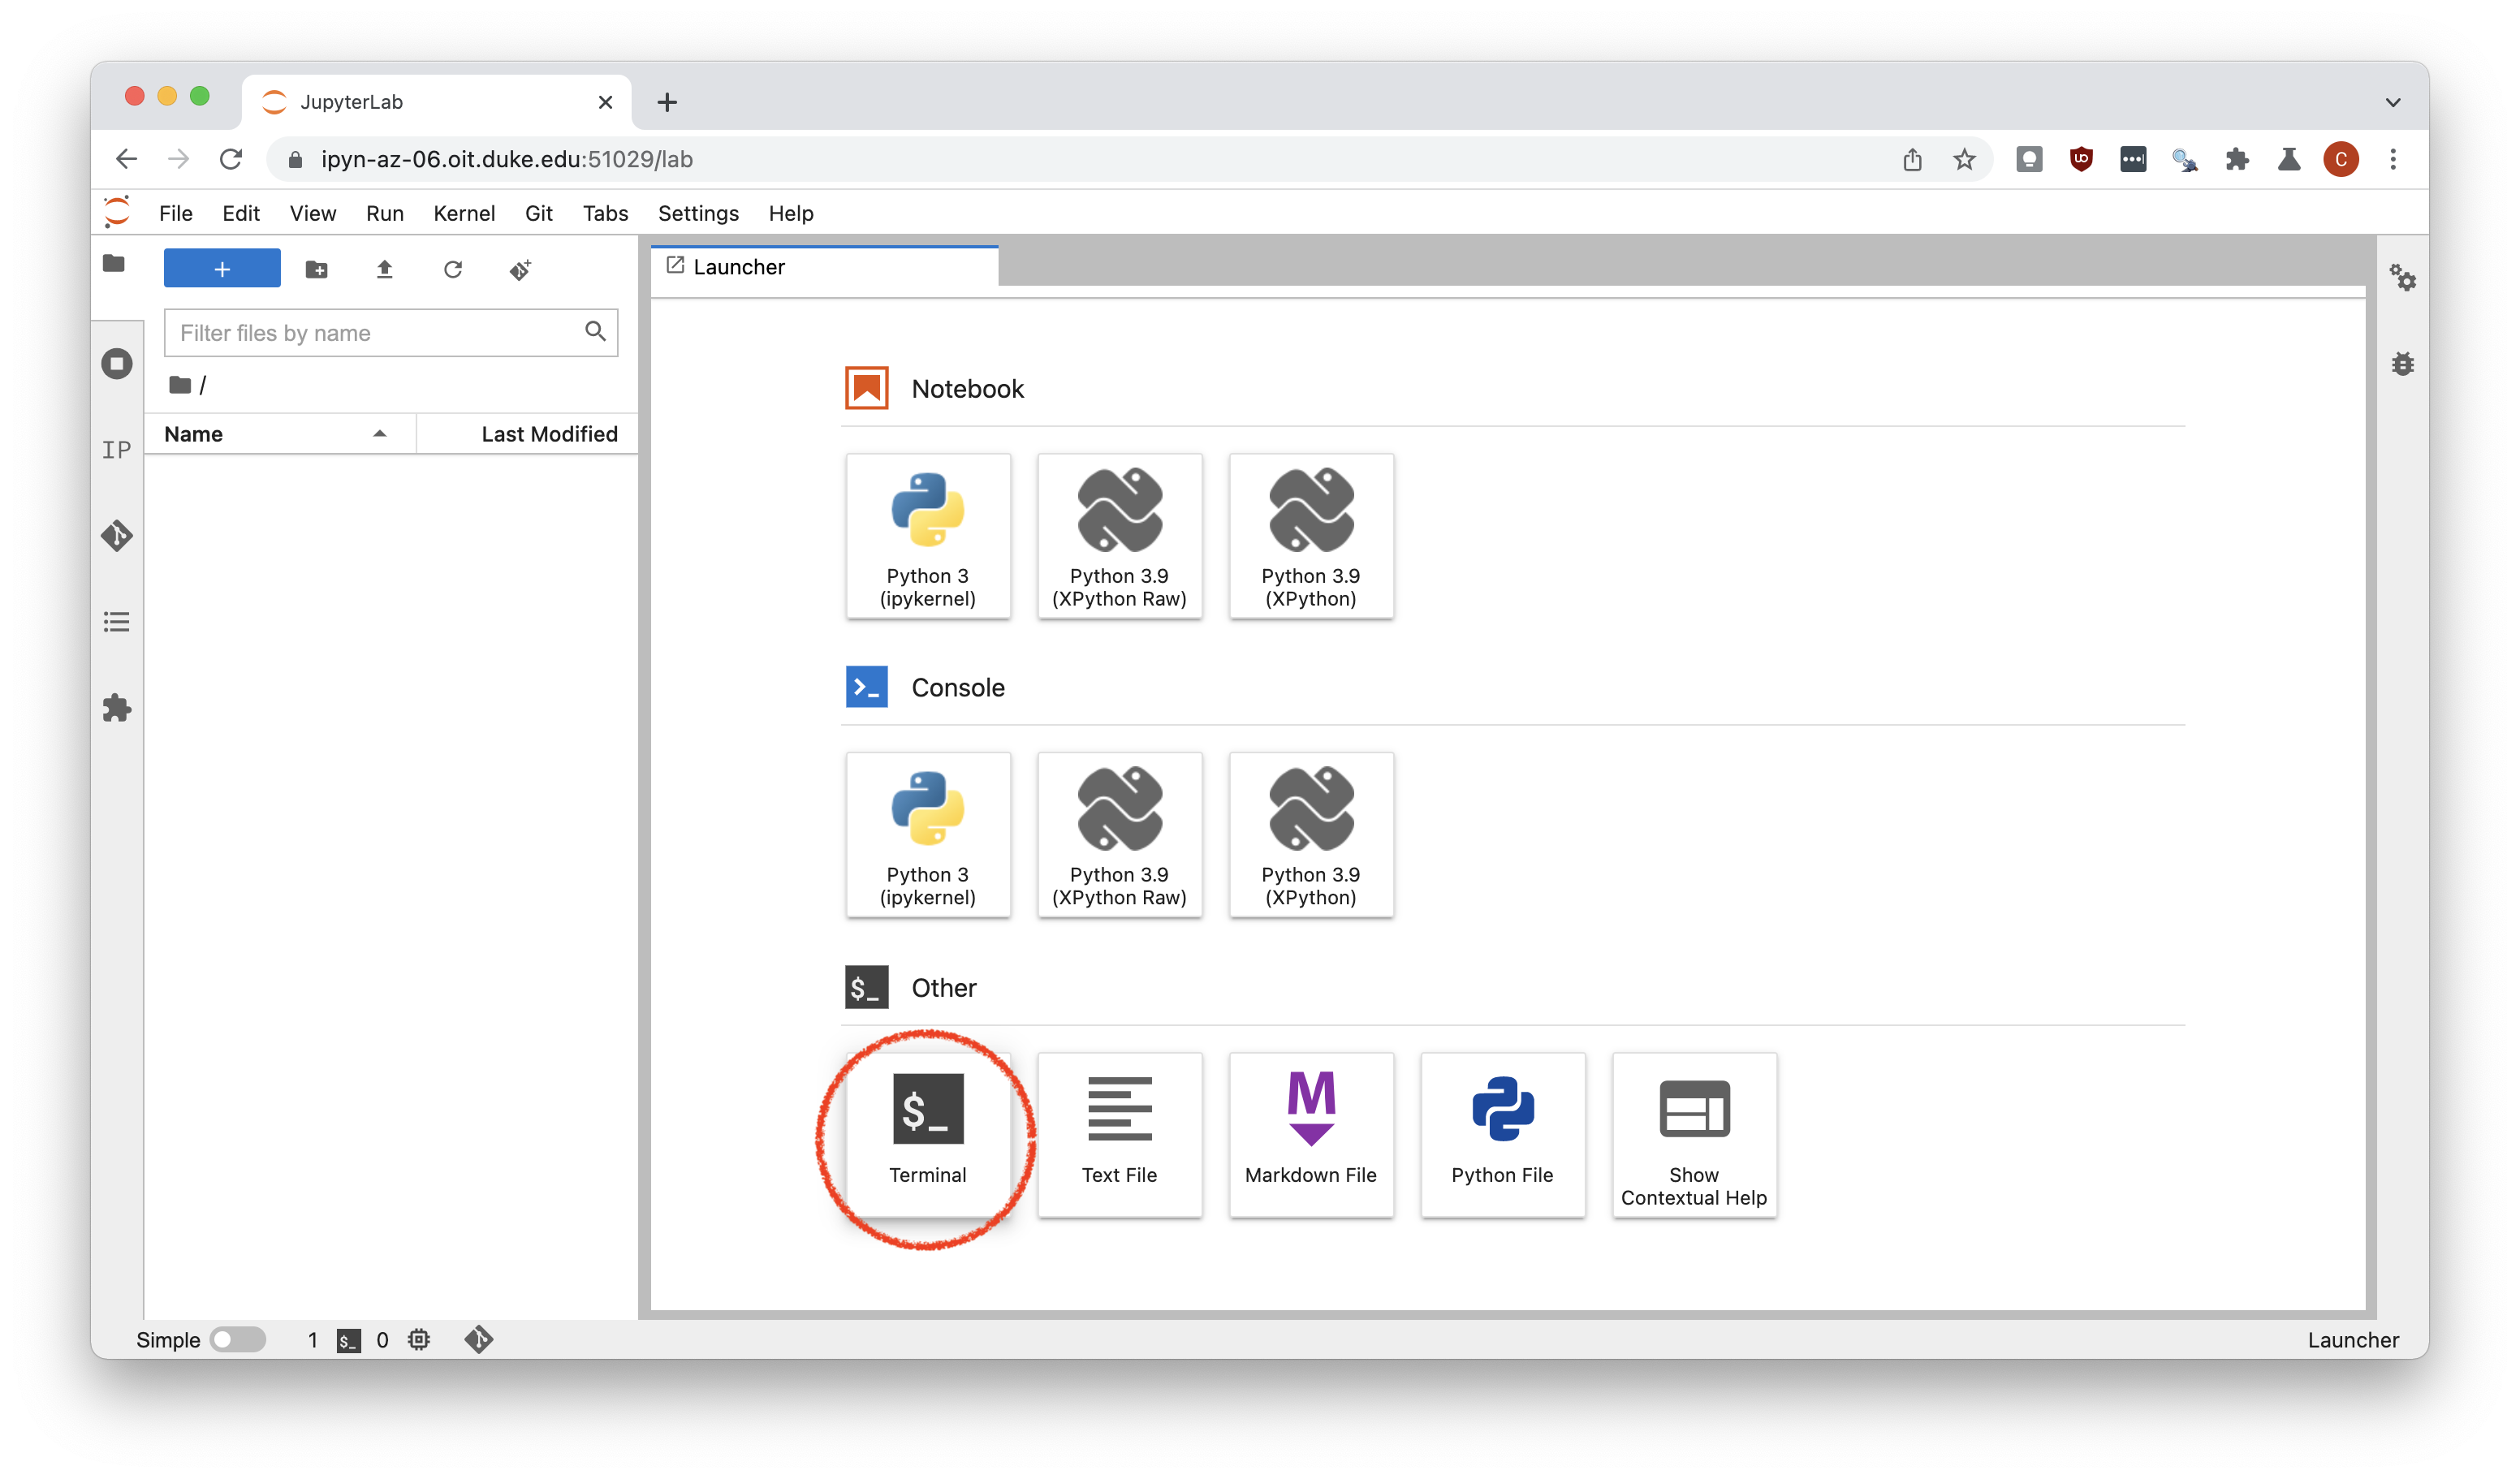 JupyterLab
ipyn-az-06.oit.duke.edu:51029/lab
C
File Edit View Run Kernel Git Tabs Settings Help
Launcher
Filter files by name
/
Name Last Modified
IP
Notebook
Python 3
(ipykernel)
Python 3.9
(XPython Raw)
Python 3.9
(XPython)
Console
Python 3
(ipykernel)
Python 3.9
(XPython Raw)
Python 3.9
(XPython)
$_ Other
$_
Terminal
Text File
M
Markdown File
Python File
Show
Contextual Help
Simple 1 $_ 0 Launcher